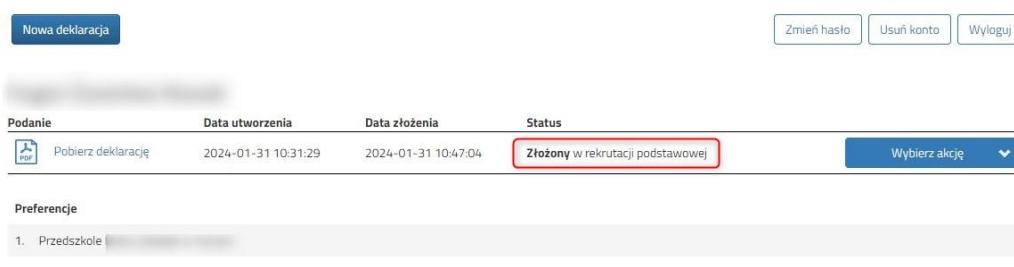 Nowa deklaracja Zmień hasło Usuń konto Wyloguj
Podanie Data utworzenia Data złożenia Status
PDF Pobierz deklarację 2024-01-31 10:31:29 2024-01-31 10:47:04 Złożony w rekrutacji podstawowej Wybierz akcję
Preferencje
1. Przedszkole